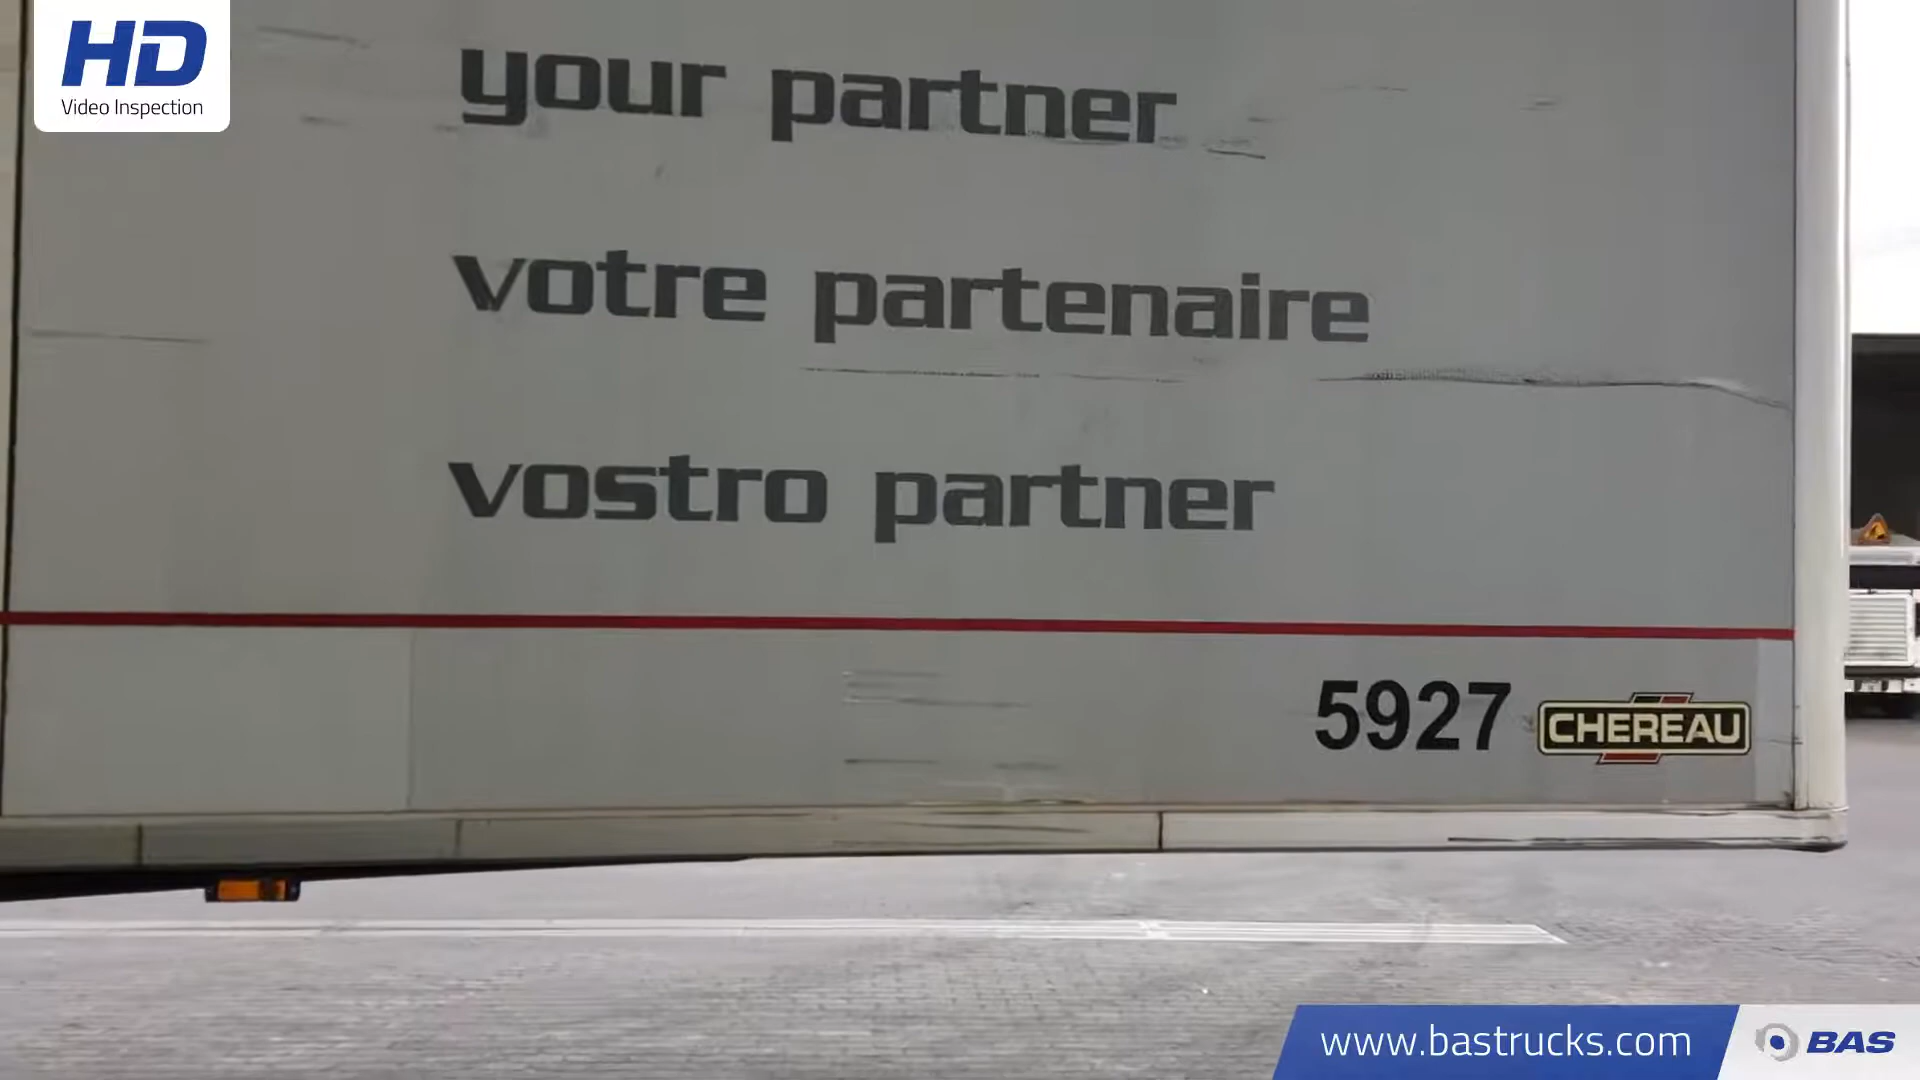 HD
Video Inspection
your partner
votre partenaire
vostro partner
5927 CHEREAU
www.bastrucks.com BAS